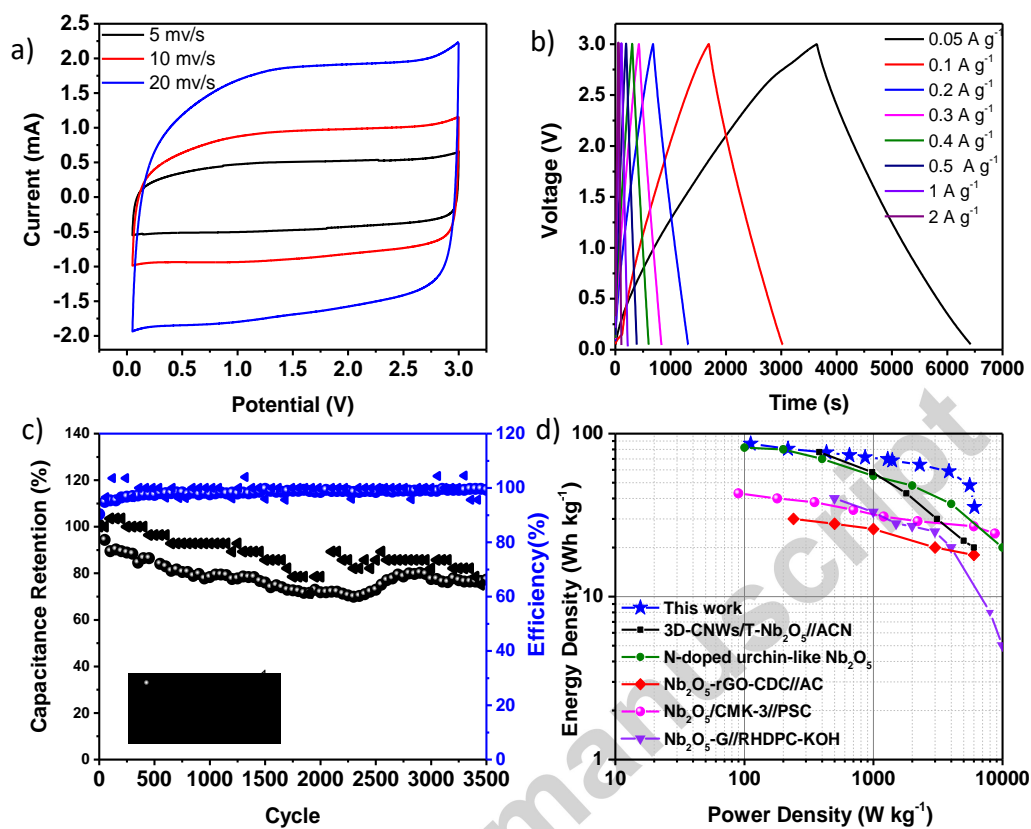 a)
2.5
2.0
1.5
1.0
0.5
0.0
-0.5
-1.0
-1.5
-2.0
Current (mA)
5 mv/s
10 mv/s
20 mv/s
0.0 0.5 1.0 1.5 2.0 2.5 3.0
Potential (V)
b)
3.0
2.5
2.0
1.5
1.0
0.5
0.0
Voltage (V)
0.05 A g⁻¹
0.1 A g⁻¹
0.2 A g⁻¹
0.3 A g⁻¹
0.4 A g⁻¹
0.5 A g⁻¹
1 A g⁻¹
2 A g⁻¹
0 1000 2000 3000 4000 5000 6000 7000
Time (s)
c)
140
120
100
80
60
40
20
0
Capacitance Retention (%)
120
100
80
60
40
20
0
Efficiency(%)
0 500 1000 1500 2000 2500 3000 3500
Cycle
d)
100
10
1
Energy Density (Wh kg⁻¹)
This work
3D-CNWs/T-Nb₂O₅//ACN
N-doped urchin-like Nb₂O₅
Nb₂O₅-rGO-CDC//AC
Nb₂O₅/CMK-3//PSC
Nb₂O₅-G//RHDPC-KOH
10 100 1000 10000
Power Density (W kg⁻¹)
manuscript